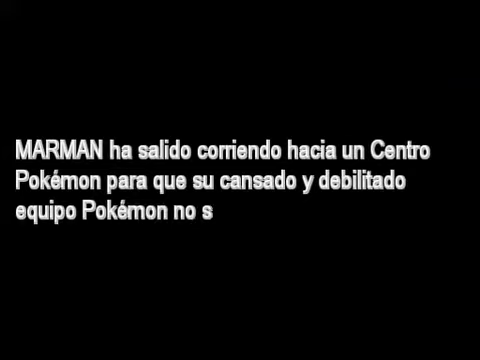 MARMAN ha salido corriendo hacia un Centro
Pokémon para que su cansado y debilitado
equipo Pokémon no s